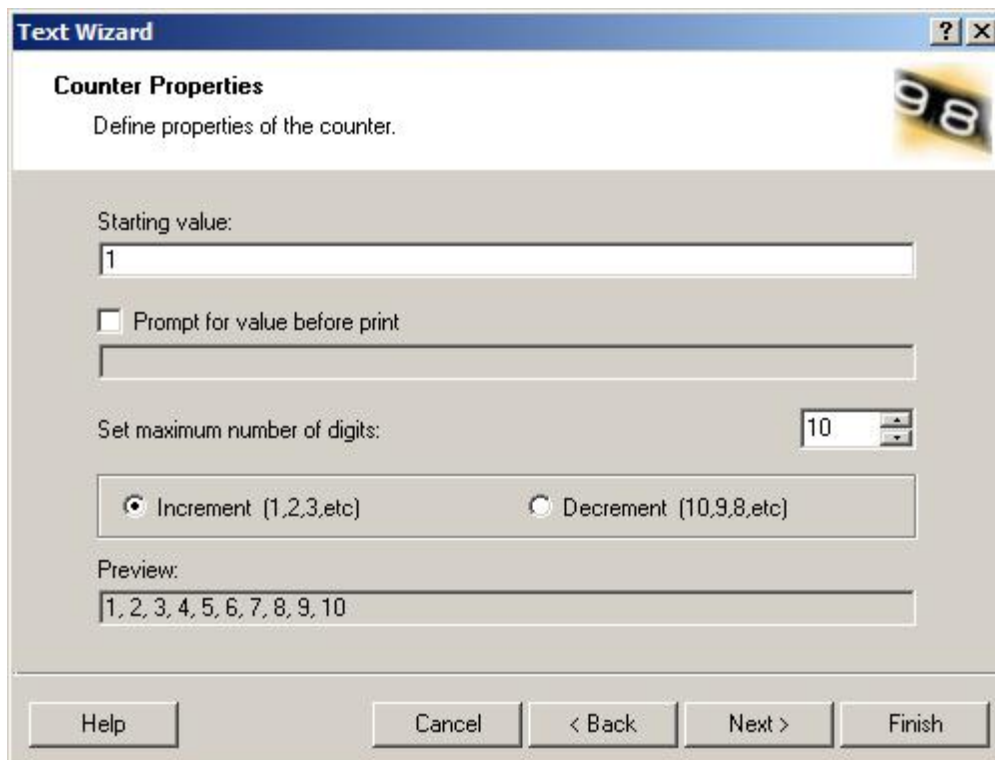 Text Wizard
? X
Counter Properties
Define properties of the counter.
98
Starting value:
1
Prompt for value before print
Set maximum number of digits:
10
Increment (1,2,3,etc)
Decrement (10,9,8,etc)
Preview:
1, 2, 3, 4, 5, 6, 7, 8, 9, 10
Help
Cancel
< Back
Next >
Finish